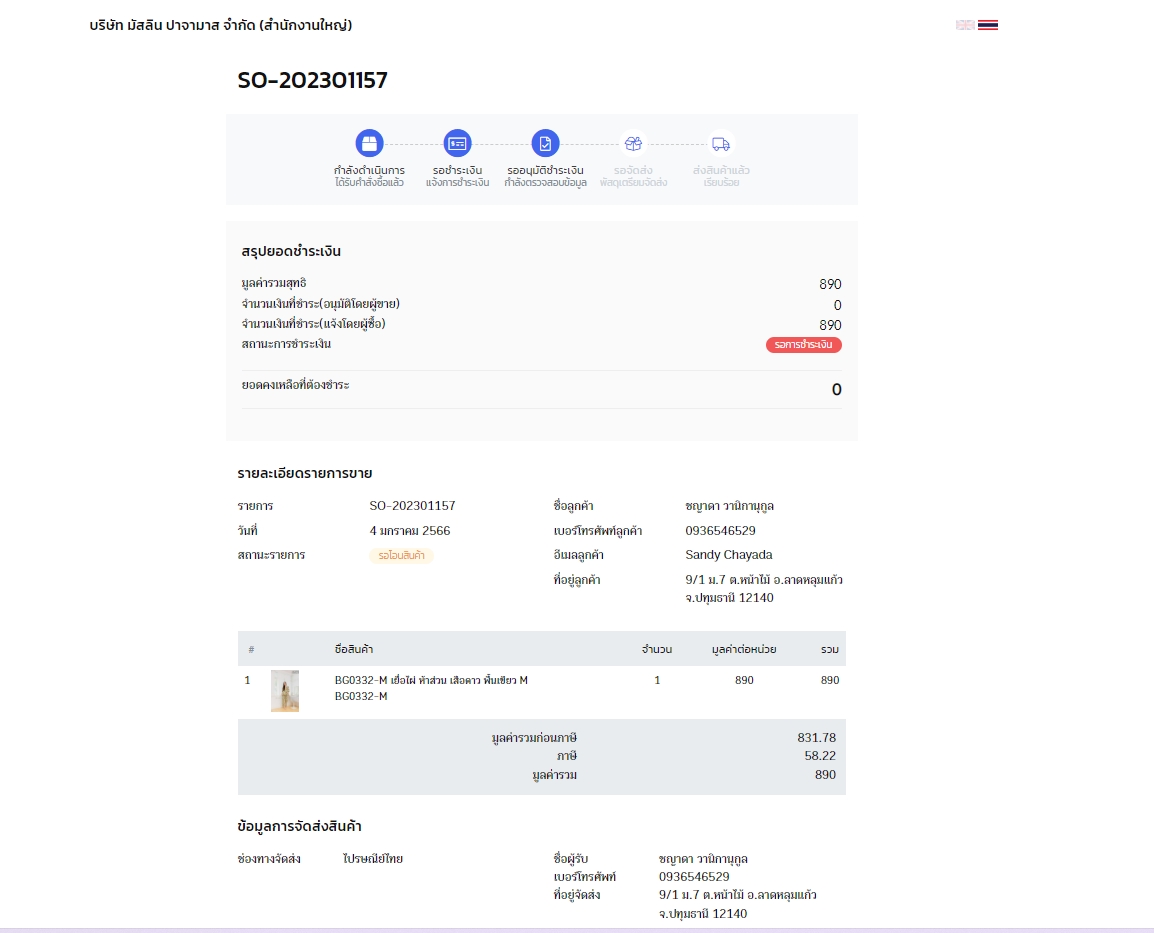 บริษัท มัสลิน ปาจามาส จำกัด (สำนักงานใหญ่)
SO-202301157
กำลังดำเนินการ รอชำระเงิน รออนุมัติชำระเงิน รอจัดส่ง ส่งสินค้าแล้ว
ได้รับคำสั่งซื้อแล้ว แจ้งการชำระเงิน กำลังตรวจสอบข้อมูล พัสดุเตรียมจัดส่ง เรียบร้อย
สรุปยอดชำระเงิน
มูลค่ารวมสุทธิ 890
จำนวนเงินที่ชำระ(อนุมัติโดยผู้ขาย) 0
จำนวนเงินที่ชำระ(แจ้งโดยผู้ซื้อ) 890
สถานะการชำระเงิน รอการชำระเงิน
ยอดคงเหลือที่ต้องชำระ 0
รายละเอียดรายการขาย
รายการ SO-202301157 ชื่อลูกค้า ชญาดา วานิกานุกูล
วันที่ 4 มกราคม 2566 เบอร์โทรศัพท์ลูกค้า 0936546529
สถานะรายการ รอโอนสินค้า อีเมลลูกค้า Sandy Chayada
ที่อยู่ลูกค้า 9/1 ม.7 ต.หน้าไม้ อ.ลาดหลุมแก้ว
จ.ปทุมธานี 12140
# ชื่อสินค้า จำนวน มูลค่าต่อหน่วย รวม
1 BG0332-M เยื่อไผ่ ห้าส่วน เสือดาว พื้นเขียว M 1 890 890
BG0332-M
มูลค่ารวมก่อนภาษี 831.78
ภาษี 58.22
มูลค่ารวม 890
ข้อมูลการจัดส่งสินค้า
ช่องทางจัดส่ง ไปรษณีย์ไทย ชื่อผู้รับ ชญาดา วานิกานุกูล
เบอร์โทรศัพท์ 0936546529
ที่อยู่จัดส่ง 9/1 ม.7 ต.หน้าไม้ อ.ลาดหลุมแก้ว
จ.ปทุมธานี 12140